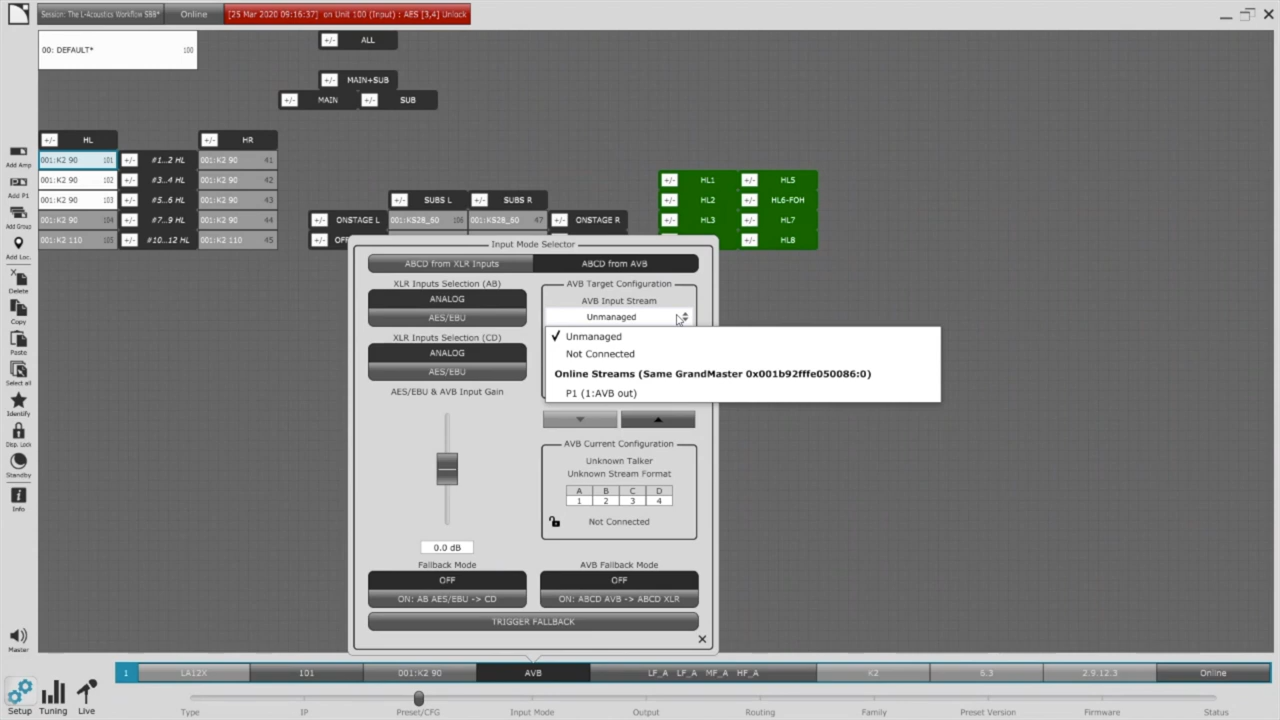 Session: The L-Acoustics Workflow SBB* Online [25 Mar 2020 09:16:37] on Unit 100 (Input) : AES [3,4] Unlock
00: DEFAULT* 100
+/- ALL
+/- MAIN+SUB
+/- MAIN +/- SUB
+/- HL +/- HR
001:K2 90 101 +/- #1...2 HL 001:K2 90 41
001:K2 90 102 +/- #3...4 HL 001:K2 90 42
001:K2 90 103 +/- #5...6 HL 001:K2 90 43
001:K2 90 104 +/- #7...9 HL 001:K2 90 44
001:K2 110 105 +/- #10...12 HL 001:K2 110 45
+/- SUBS L +/- SUBS R
+/- ONSTAGE L 001:KS28_60 106 001:KS28_60 47 +/- ONSTAGE R
+/- OFF
+/- HL1 +/- HL5
+/- HL2 +/- HL6-FOH
+/- HL3 +/- HL7
+/- HL8
Add Amp
Add P1
Add Group
Add Loc.
Delete
Copy
Paste
Select all
Identify
Disp. Lock
Standby
Info
Master
Input Mode Selector
ABCD from XLR Inputs ABCD from AVB
XLR Inputs Selection (AB)
ANALOG
AES/EBU
XLR Inputs Selection (CD)
ANALOG
AES/EBU
AES/EBU & AVB Input Gain
0.0 dB
Fallback Mode
OFF
ON: AB AES/EBU -> CD
AVB Target Configuration
AVB Input Stream
Unmanaged
Unmanaged
Not Connected
Online Streams (Same GrandMaster 0x001b92fffe050086:0)
P1 (1:AVB out)
AVB Current Configuration
Unknown Talker
Unknown Stream Format
A B C D
1 2 3 4
Not Connected
AVB Fallback Mode
OFF
ON: ABCD AVB -> ABCD XLR
TRIGGER FALLBACK
1 LA12X 101 001:K2 90 AVB LF_A LF_A MF_A HF_A K2 6.3 2.9.12.3 Online
Setup Tuning Live
Type IP Preset/CFG Input Mode Output Routing Family Preset Version Firmware Status